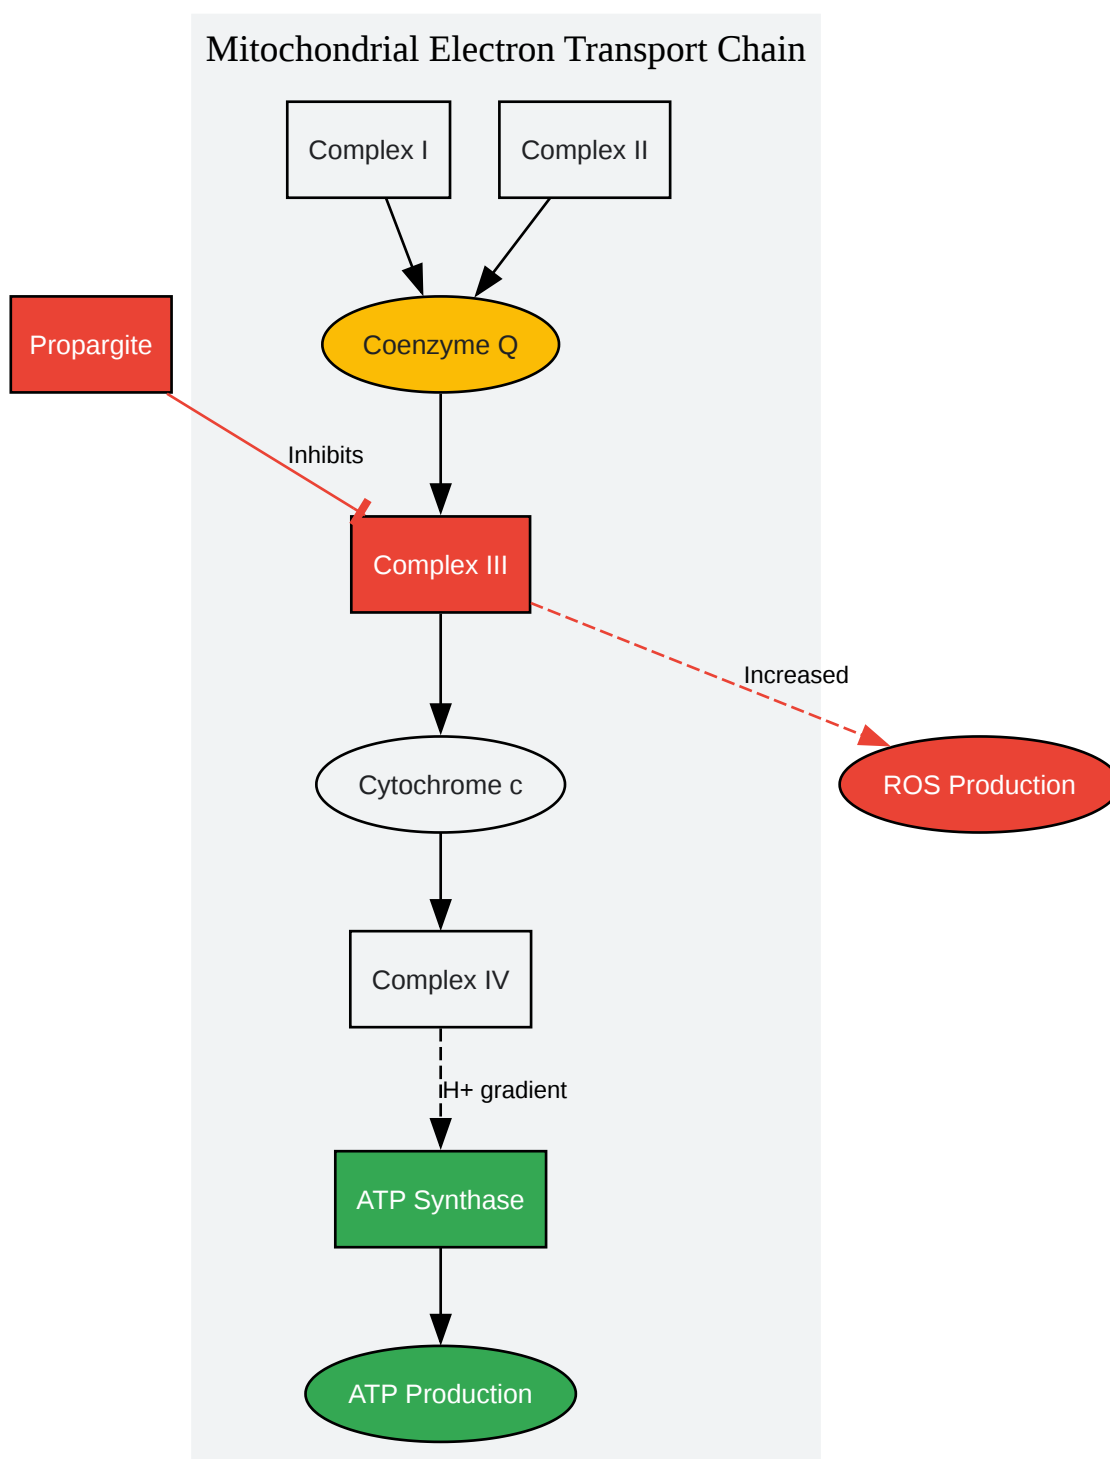 Mitochondrial Electron Transport Chain
Complex I
Complex II
Propargite
Coenzyme Q
Inhibits
Complex III
Increased
Cytochrome c
ROS Production
Complex IV
H+ gradient
ATP Synthase
ATP Production